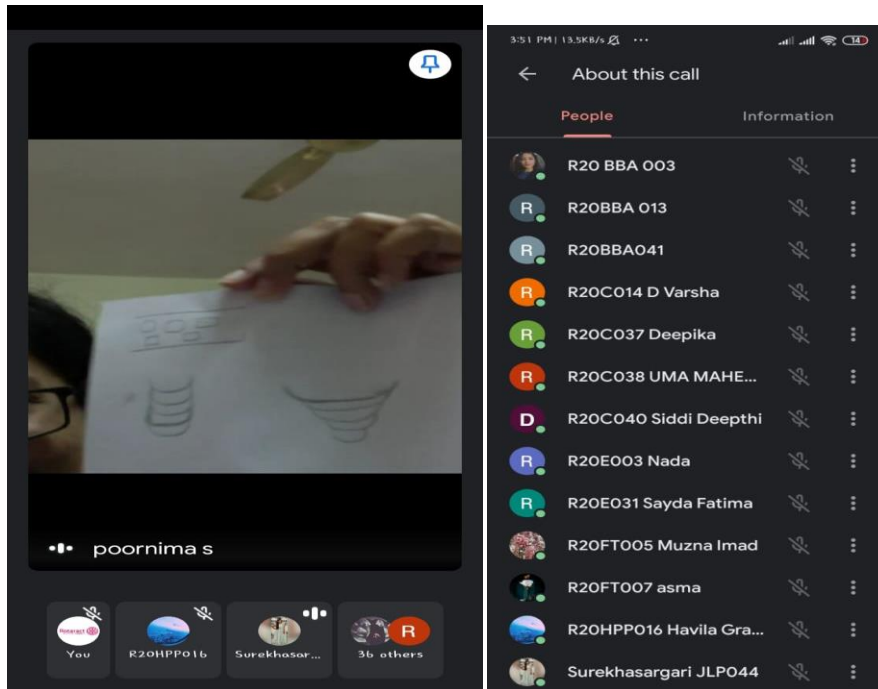 poornima s
You
R20HPP016
Surekhasar...
R
36 others
3:51 PM | 13.5KB/s
14
About this call
People
Information
R20 BBA 003
R
R20BBA 013
R
R20BBA041
R
R20C014 D Varsha
R
R20C037 Deepika
R
R20C038 UMA MAHE...
D
R20C040 Siddi Deepthi
R
R20E003 Nada
R
R20E031 Sayda Fatima
R20FT005 Muzna Imad
R20FT007 asma
R20HPP016 Havila Gra...
Surekhasargari JLP044